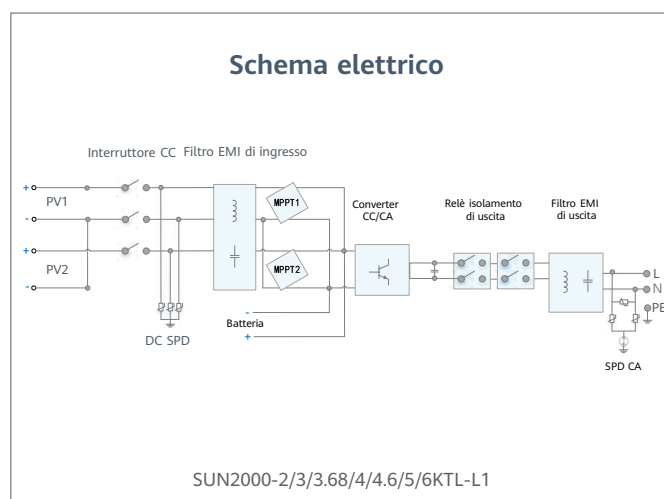 Schema elettrico
Interruttore CC
Filtro EMI di ingresso
+
PV1
-
+
PV2
-
DC SPD
MPPT1
MPPT2
-
Batteria
+
Converter
CC/CA
Relè isolamento
di uscita
Filtro EMI
di uscita
L
N
PE
SPD CA
SUN2000-2/3/3.68/4/4.6/5/6KTL-L1